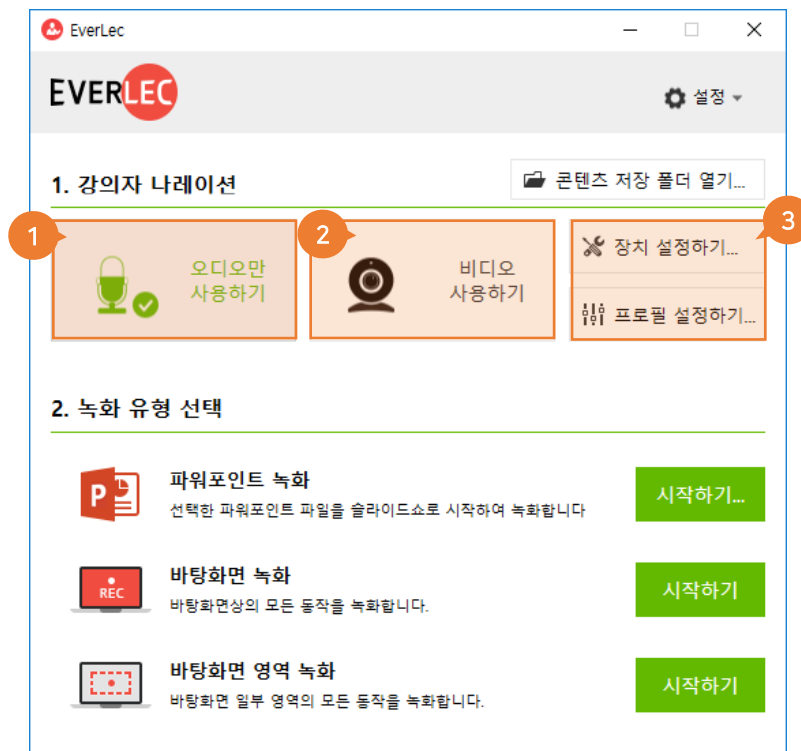 EverLec
EVERLEC
설정
1. 강의자 나레이션
콘텐츠 저장 폴더 열기...
1
오디오만
사용하기
2
비디오
사용하기
3
장치 설정하기...
프로필 설정하기...
2. 녹화 유형 선택
파워포인트 녹화
선택한 파워포인트 파일을 슬라이드쇼로 시작하여 녹화합니다
시작하기...
REC
바탕화면 녹화
바탕화면상의 모든 동작을 녹화합니다.
시작하기
바탕화면 영역 녹화
바탕화면 일부 영역의 모든 동작을 녹화합니다.
시작하기